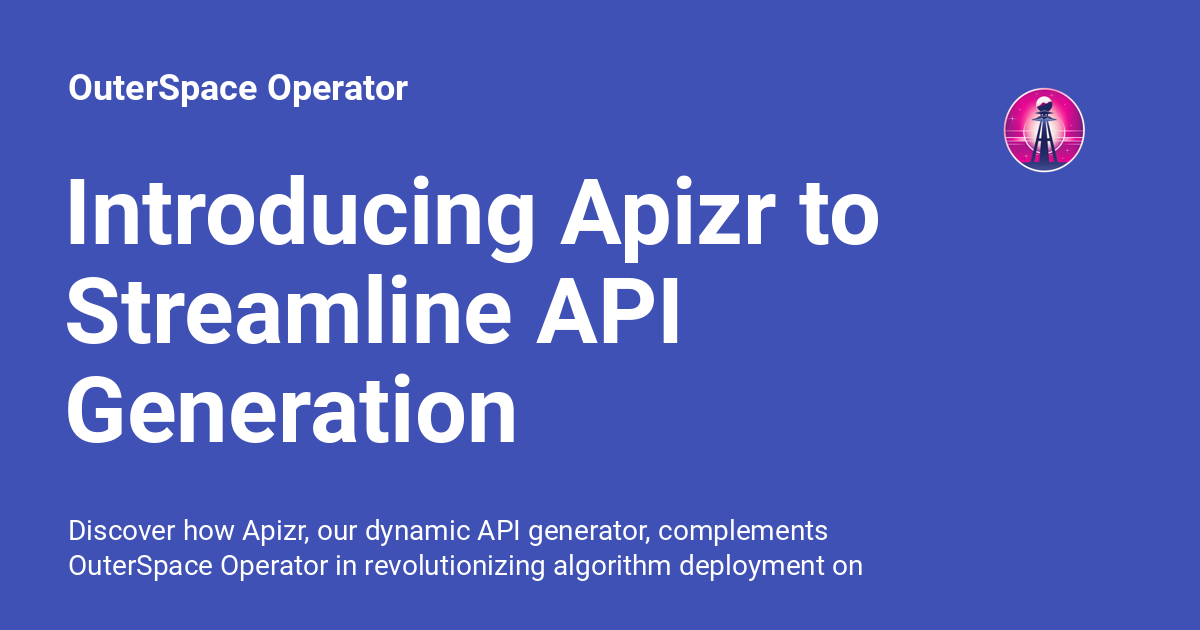 OuterSpace Operator
Introducing Apizr to
Streamline API
Generation
Discover how Apizr, our dynamic API generator, complements
OuterSpace Operator in revolutionizing algorithm deployment on